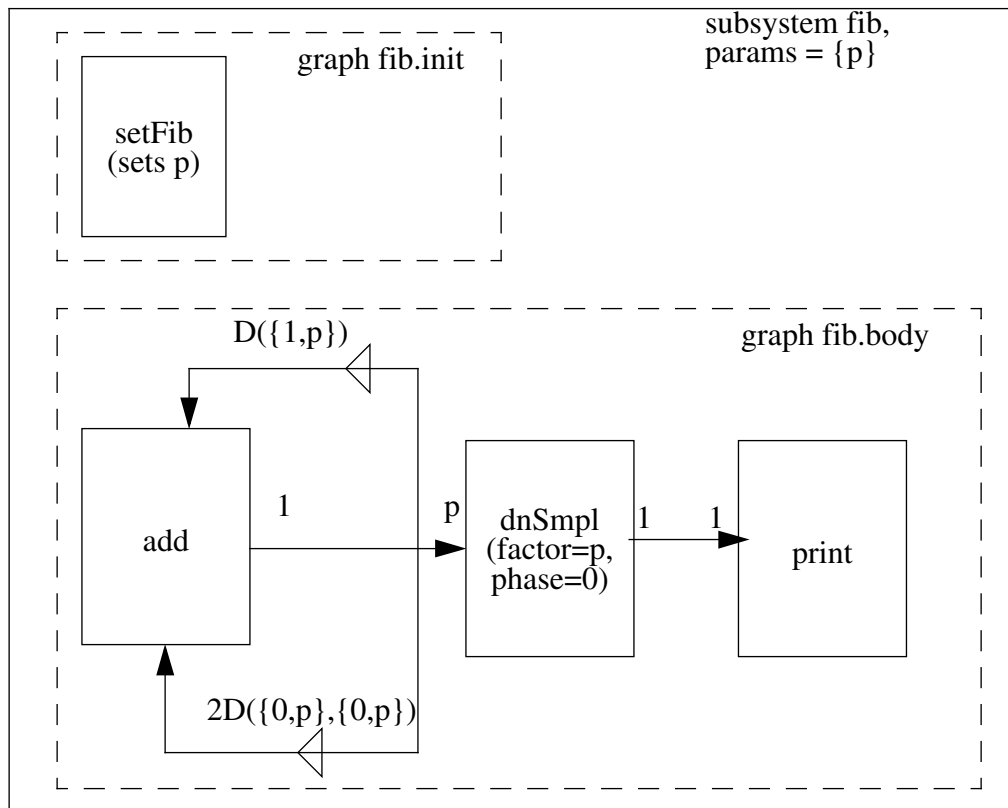 subsystem fib,
params = {p}
graph fib.init
setFib
(sets p)
graph fib.body
D({1,p})
add
1
p
dnSmpl
(factor=p,
phase=0)
1
1
print
2D({0,p},{0,p})